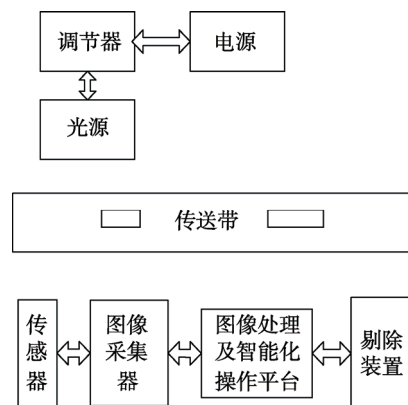 调节器
电源
光源
传送带
传
感
器
图像
采集
器
图像处理
及智能化
操作平台
剔除
装置